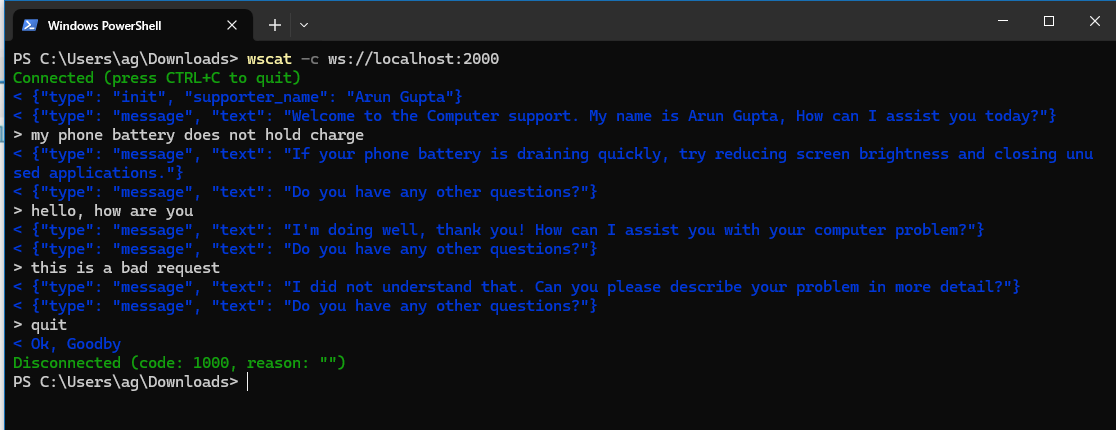 Windows PowerShell
PS C:\Users\ag\Downloads> wscat -c ws://localhost:2000
Connected (press CTRL+C to quit)
< {"type": "init", "supporter_name": "Arun Gupta"}
< {"type": "message", "text": "Welcome to the Computer support. My name is Arun Gupta, How can I assist you today?"}
> my phone battery does not hold charge
< {"type": "message", "text": "If your phone battery is draining quickly, try reducing screen brightness and closing unu
sed applications."}
< {"type": "message", "text": "Do you have any other questions?"}
> hello, how are you
< {"type": "message", "text": "I'm doing well, thank you! How can I assist you with your computer problem?"}
< {"type": "message", "text": "Do you have any other questions?"}
> this is a bad request
< {"type": "message", "text": "I did not understand that. Can you please describe your problem in more detail?"}
< {"type": "message", "text": "Do you have any other questions?"}
> quit
< Ok, Goodby
Disconnected (code: 1000, reason: "")
PS C:\Users\ag\Downloads>